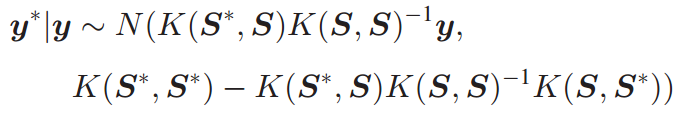 y*|y ∼ N(K(S*, S)K(S, S)⁻¹y,
K(S*, S*) − K(S*, S)K(S, S)⁻¹K(S, S*))